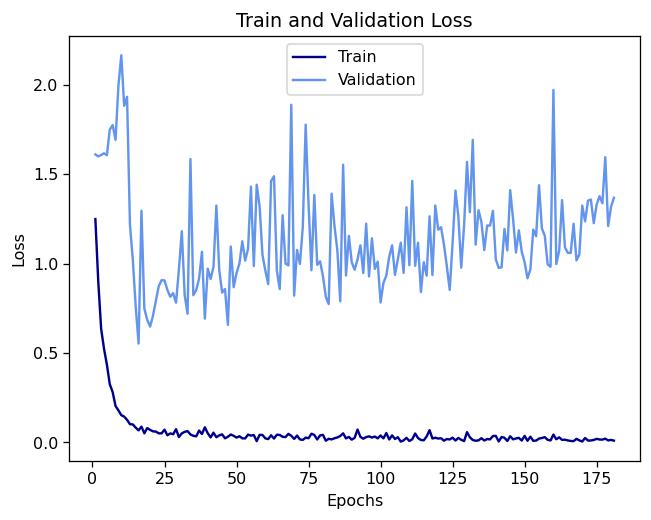 Train and Validation Loss
Train
Validation
2.0
1.5
1.0
0.5
0.0
Loss
0 25 50 75 100 125 150 175
Epochs